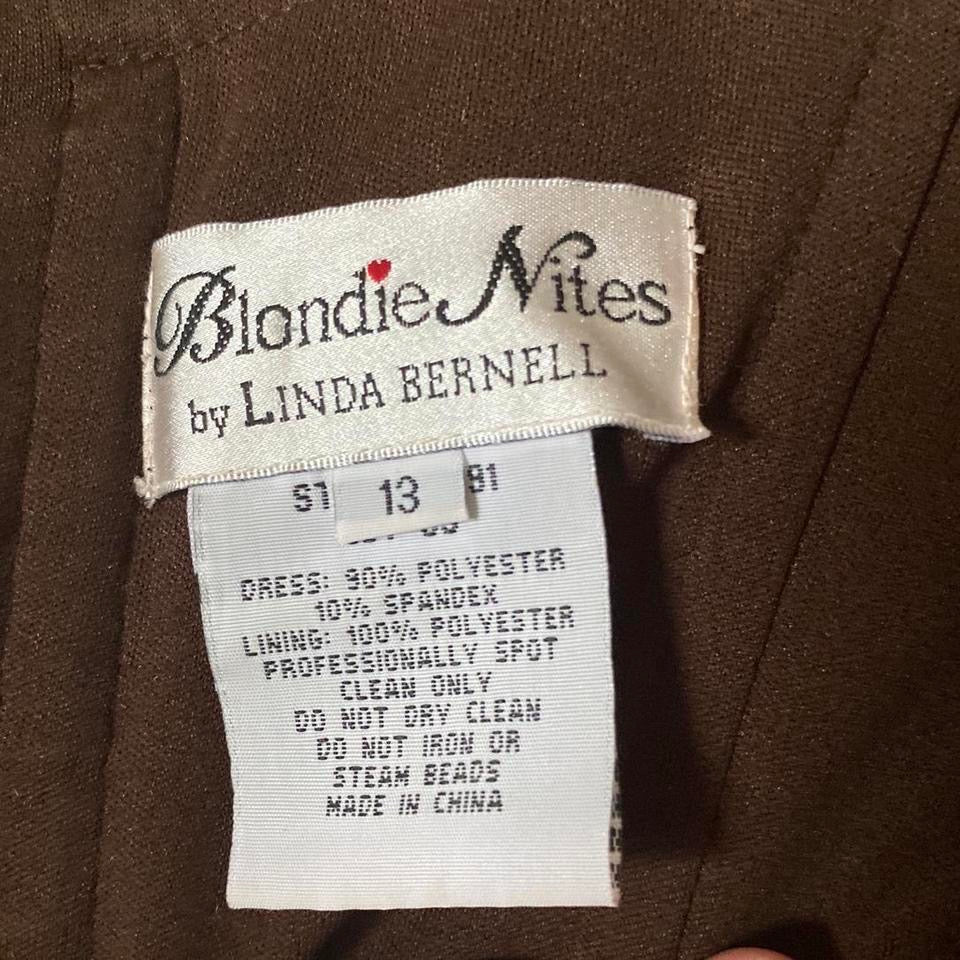 Blondie Nites
by LINDA BERNELL
13
DRESS: 90% POLYESTER
10% SPANDEX
LINING: 100% POLYESTER
PROFESSIONALLY SPOT
CLEAN ONLY
DO NOT DRY CLEAN
DO NOT IRON OR
STEAM BEADS
MADE IN CHINA